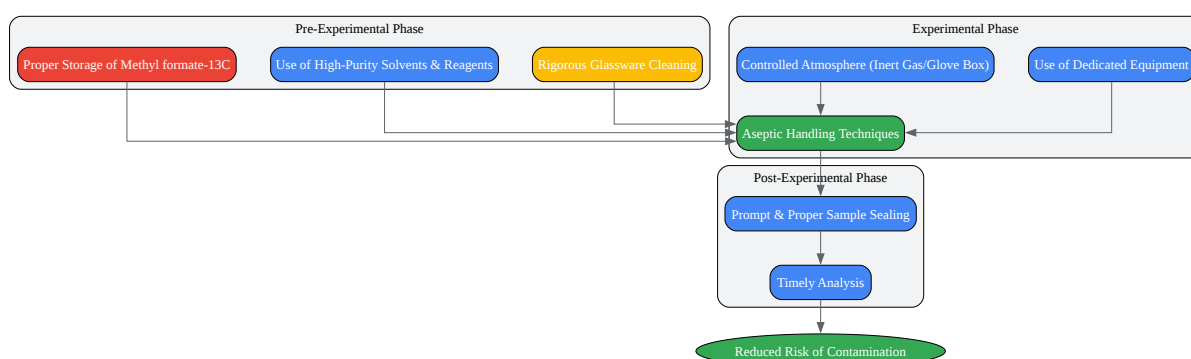 Pre-Experimental Phase
Experimental Phase
Proper Storage of Methyl formate-13C
Use of High-Purity Solvents & Reagents
Rigorous Glassware Cleaning
Controlled Atmosphere (Inert Gas/Glove Box)
Use of Dedicated Equipment
Aseptic Handling Techniques
Post-Experimental Phase
Prompt & Proper Sample Sealing
Timely Analysis
Reduced Risk of Contamination